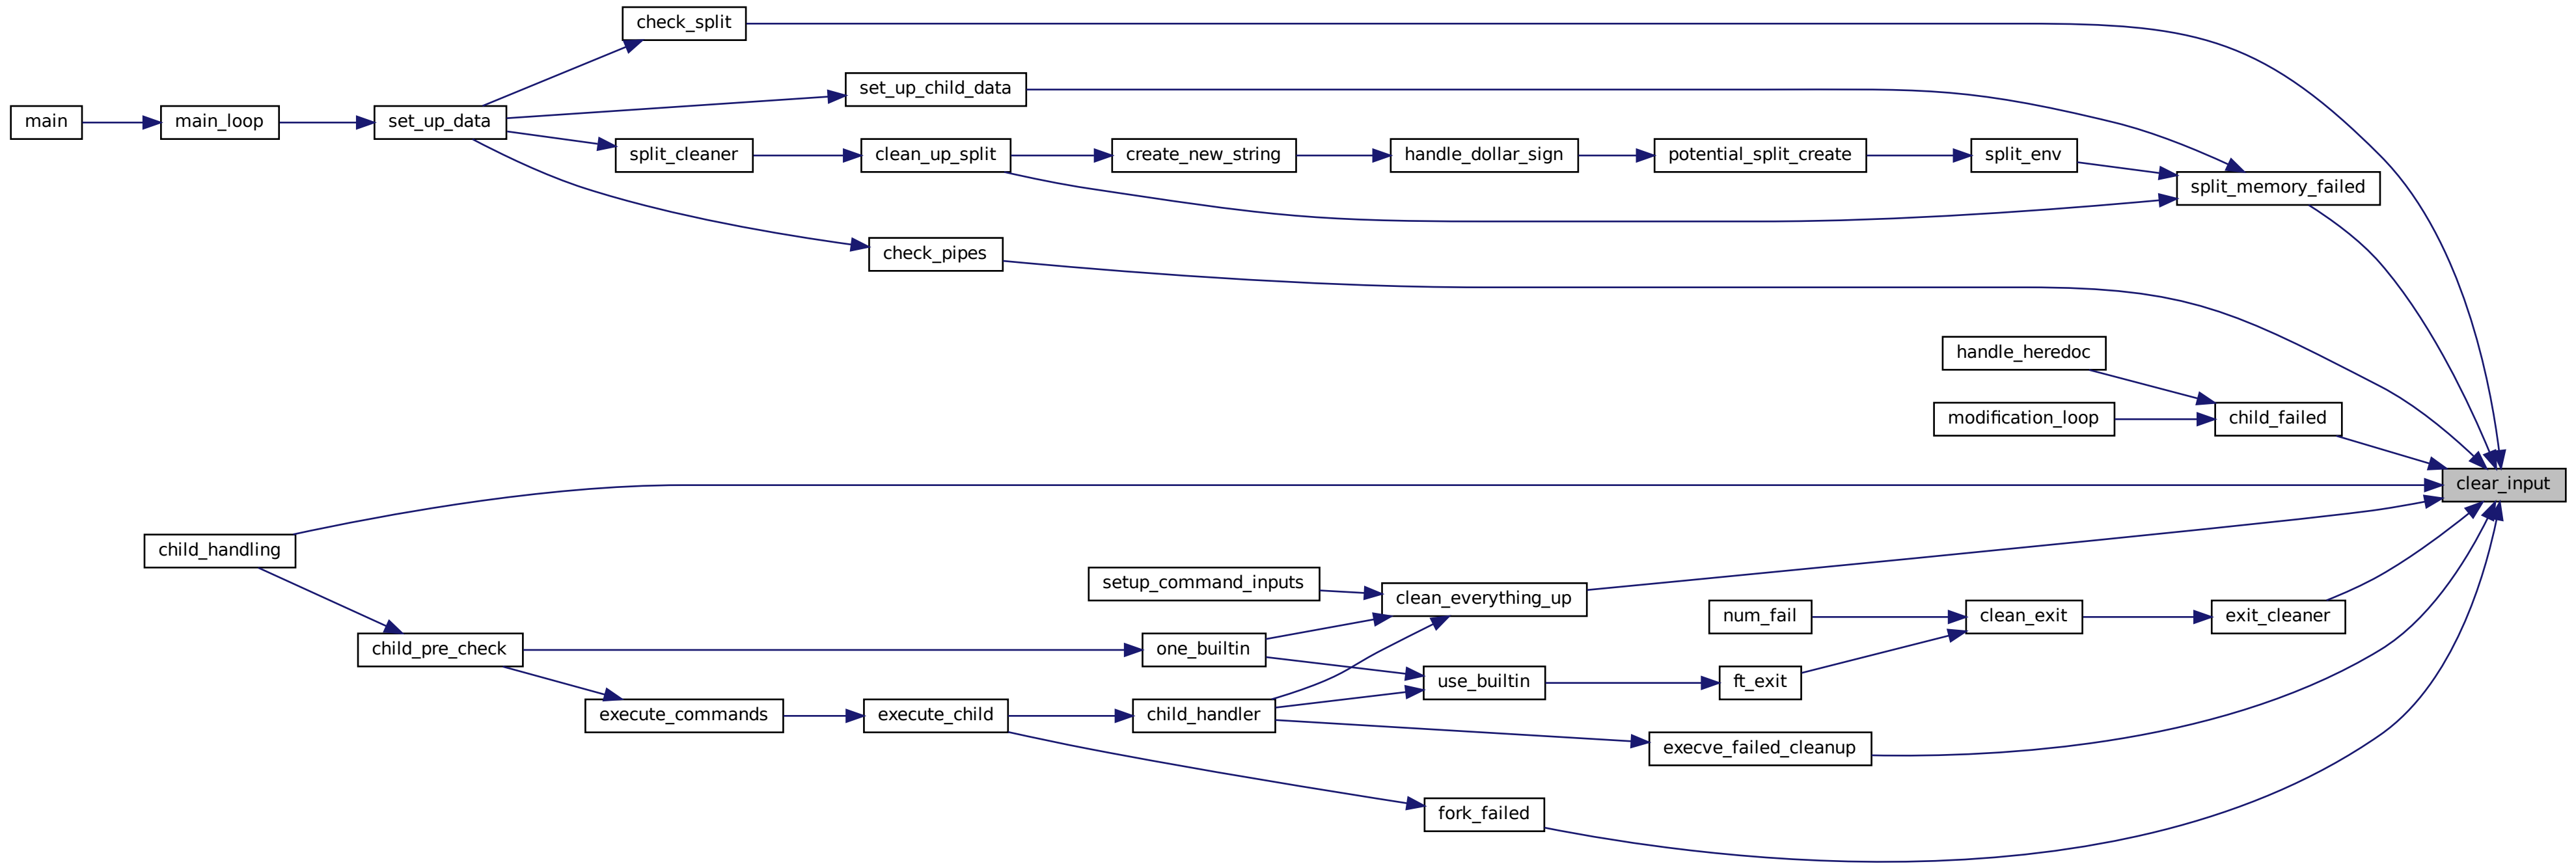 check_split
set_up_child_data
main
main_loop
set_up_data
split_cleaner
clean_up_split
create_new_string
handle_dollar_sign
potential_split_create
split_env
split_memory_failed
check_pipes
handle_heredoc
modification_loop
child_failed
clear_input
child_handling
setup_command_inputs
clean_everything_up
num_fail
clean_exit
exit_cleaner
child_pre_check
one_builtin
use_builtin
ft_exit
execute_commands
execute_child
child_handler
execve_failed_cleanup
fork_failed